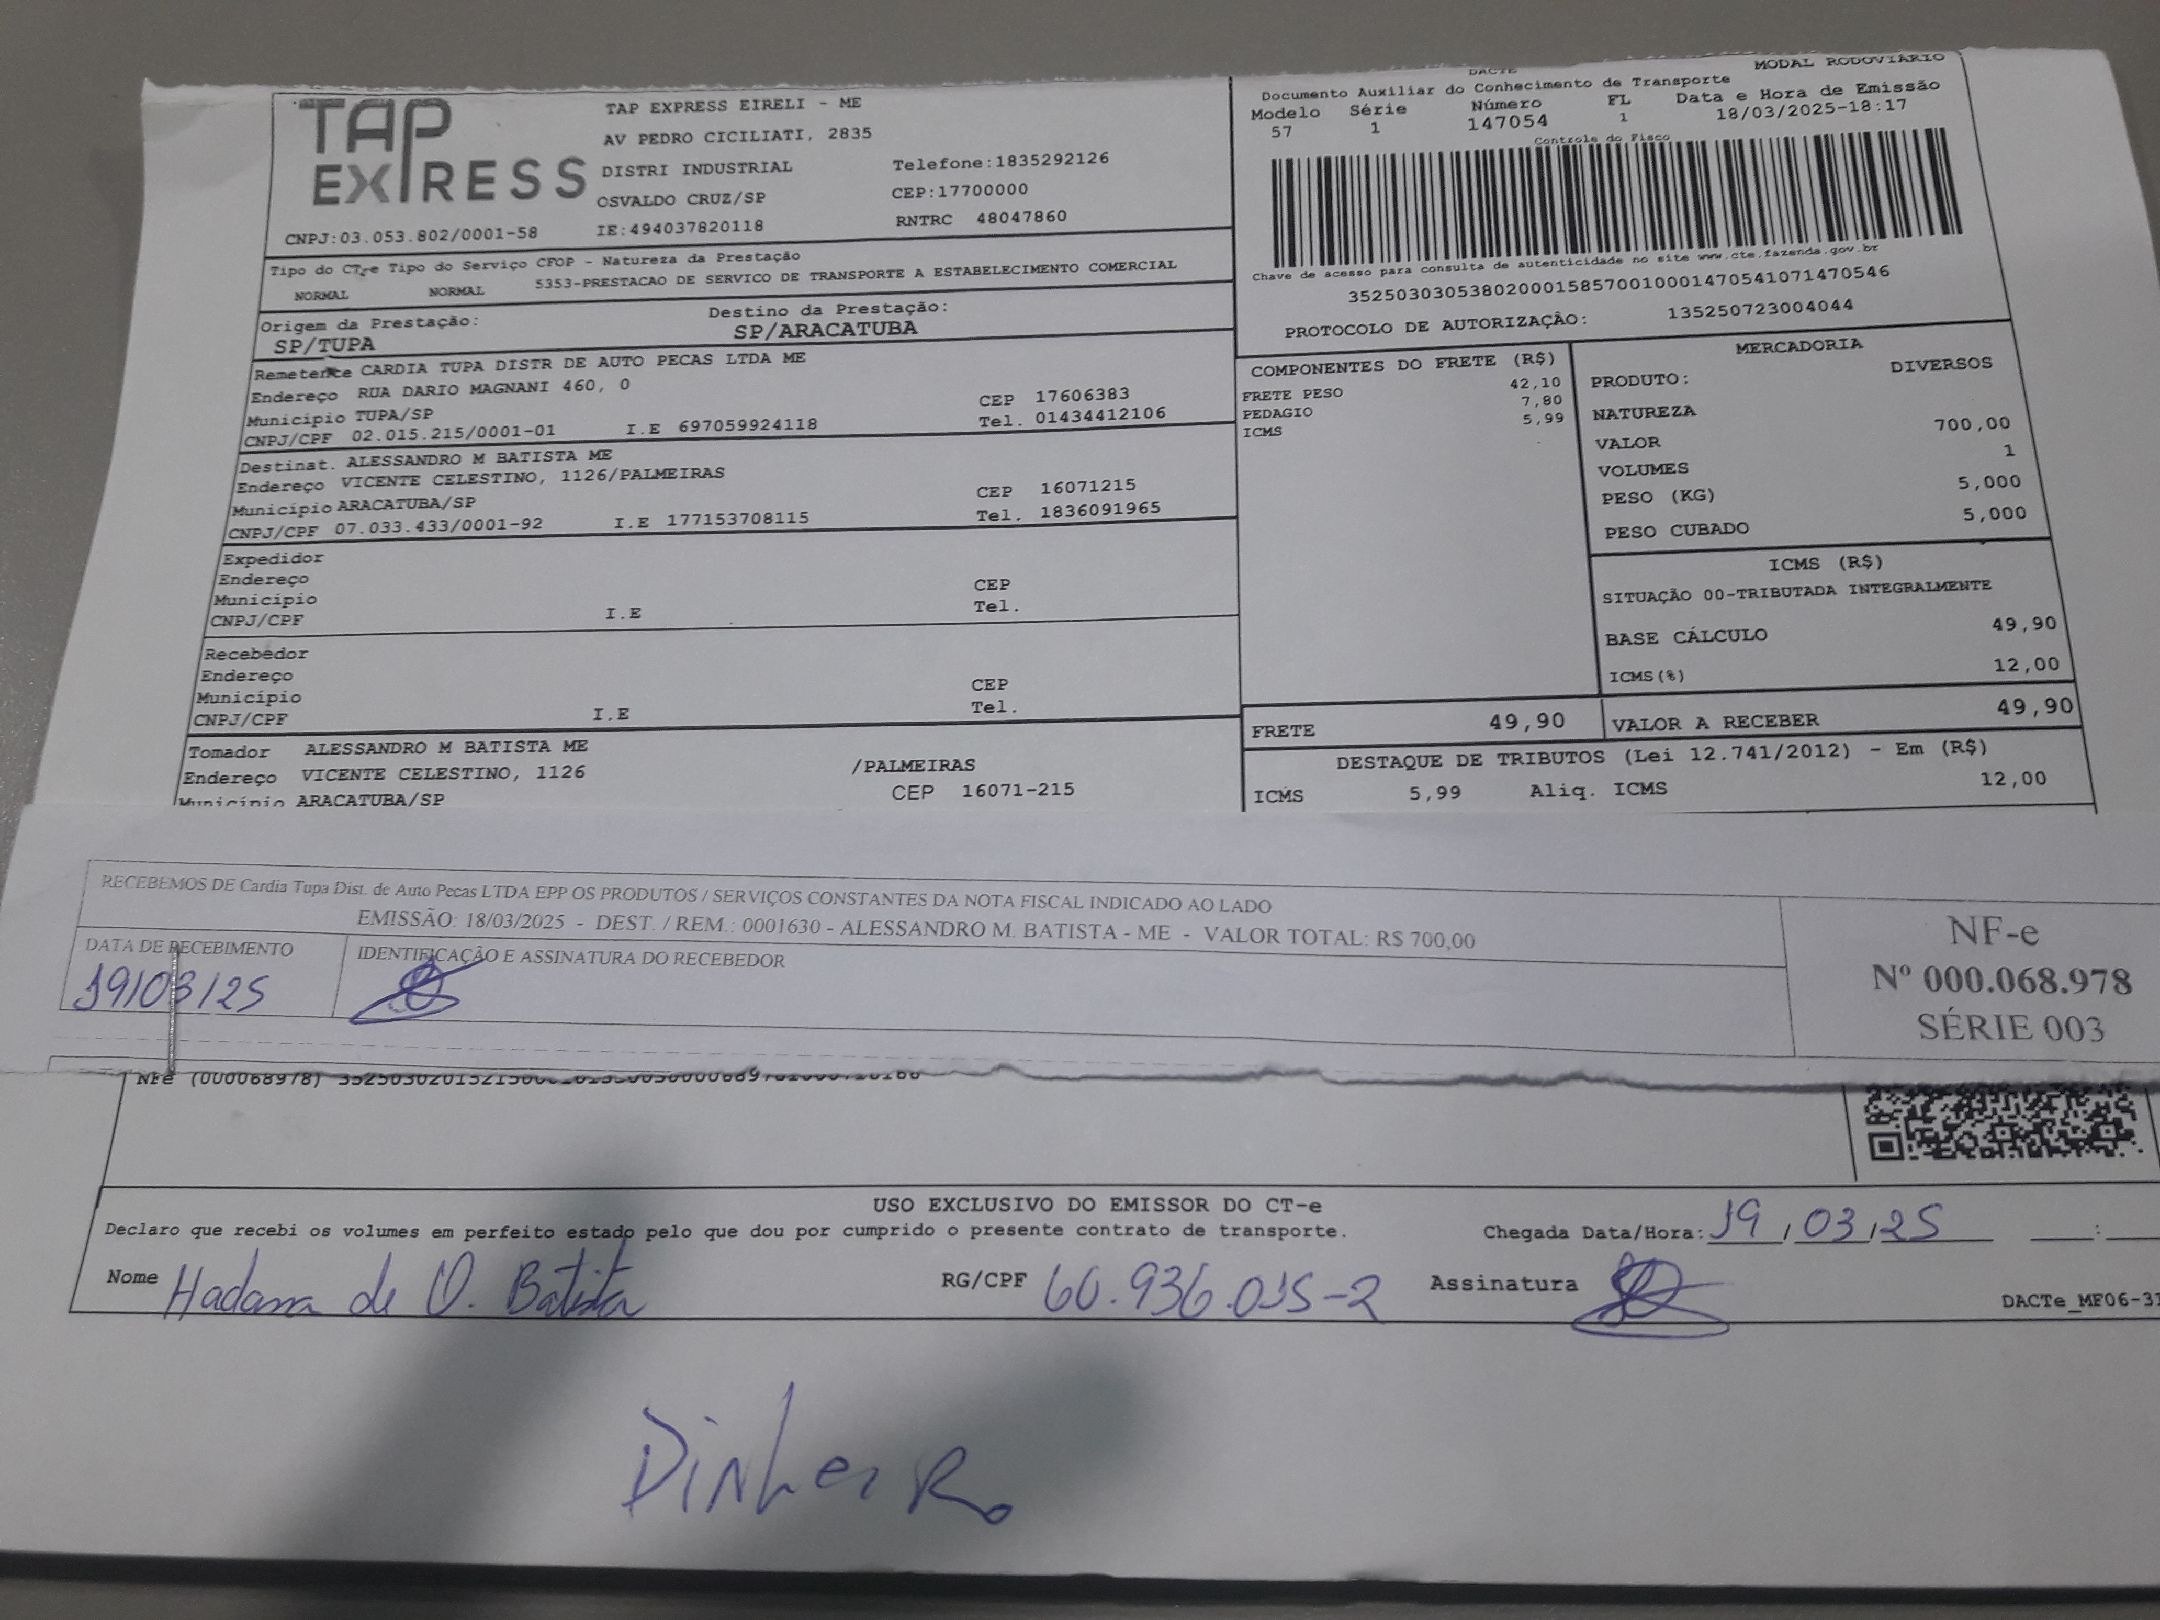 TAP EXPRESS
TAP EXPRESS EIRELI - ME
AV PEDRO CICILIATI, 2835
DISTRI INDUSTRIAL Telefone:1835292126
OSVALDO CRUZ/SP CEP:17700000
CNPJ:03.053.802/0001-58 IE:494037820118 RNTRC 48047860
DACTE MODAL RODOVIÁRIO
Documento Auxiliar do Conhecimento de Transporte
Modelo Série Número FL Data e Hora de Emissão
57 1 147054 1 18/03/2025-18:17
Controle do Fisco
Chave de acesso para consulta de autenticidade no site www.cte.fazenda.gov.br
35250303053802000158570010001470541071470546
PROTOCOLO DE AUTORIZAÇÃO: 135250723004044
Tipo do CT-e Tipo do Serviço CFOP - Natureza da Prestação
NORMAL NORMAL 5353-PRESTACAO DE SERVICO DE TRANSPORTE A ESTABELECIMENTO COMERCIAL
Origem da Prestação: Destino da Prestação:
SP/TUPA SP/ARACATUBA
Remetente CARDIA TUPA DISTR DE AUTO PECAS LTDA ME
Endereço RUA DARIO MAGNANI 460, 0 CEP 17606383
Município TUPA/SP Tel. 01434412106
CNPJ/CPF 02.015.215/0001-01 I.E 697059924118
Destinat. ALESSANDRO M BATISTA ME
Endereço VICENTE CELESTINO, 1126/PALMEIRAS CEP 16071215
Município ARACATUBA/SP Tel. 1836091965
CNPJ/CPF 07.033.433/0001-92 I.E 177153708115
Expedidor
Endereço CEP
Município Tel.
CNPJ/CPF I.E
Recebedor
Endereço CEP
Município Tel.
CNPJ/CPF I.E
Tomador ALESSANDRO M BATISTA ME
Endereço VICENTE CELESTINO, 1126 /PALMEIRAS
Município ARACATUBA/SP CEP 16071-215
COMPONENTES DO FRETE (R$)
FRETE PESO 42,10
PEDAGIO 7,80
ICMS 5,99
MERCADORIA
PRODUTO: DIVERSOS
NATUREZA
VALOR 700,00
VOLUMES 1
PESO (KG) 5,000
PESO CUBADO 5,000
ICMS (R$)
SITUAÇÃO 00-TRIBUTADA INTEGRALMENTE
BASE CÁLCULO 49,90
ICMS(%) 12,00
FRETE 49,90 VALOR A RECEBER 49,90
DESTAQUE DE TRIBUTOS (Lei 12.741/2012) - Em (R$)
ICMS 5,99 Aliq. ICMS 12,00
RECEBEMOS DE Cardia Tupa Dist. de Auto Pecas LTDA EPP OS PRODUTOS / SERVIÇOS CONSTANTES DA NOTA FISCAL INDICADO AO LADO
EMISSÃO: 18/03/2025 - DEST. / REM.: 0001630 - ALESSANDRO M. BATISTA - ME - VALOR TOTAL: R$ 700,00
DATA DE RECEBIMENTO IDENTIFICAÇÃO E ASSINATURA DO RECEBEDOR
19/03/25
NF-e
Nº 000.068.978
SÉRIE 003
NFe (000068978)
USO EXCLUSIVO DO EMISSOR DO CT-e
Declaro que recebi os volumes em perfeito estado pelo que dou por cumprido o presente contrato de transporte. Chegada Data/Hora: 19/03/25 __:__
Nome Hadassa de O. Batista RG/CPF 60.936.035-2 Assinatura
DACTe_MF06-31
Dinheiro